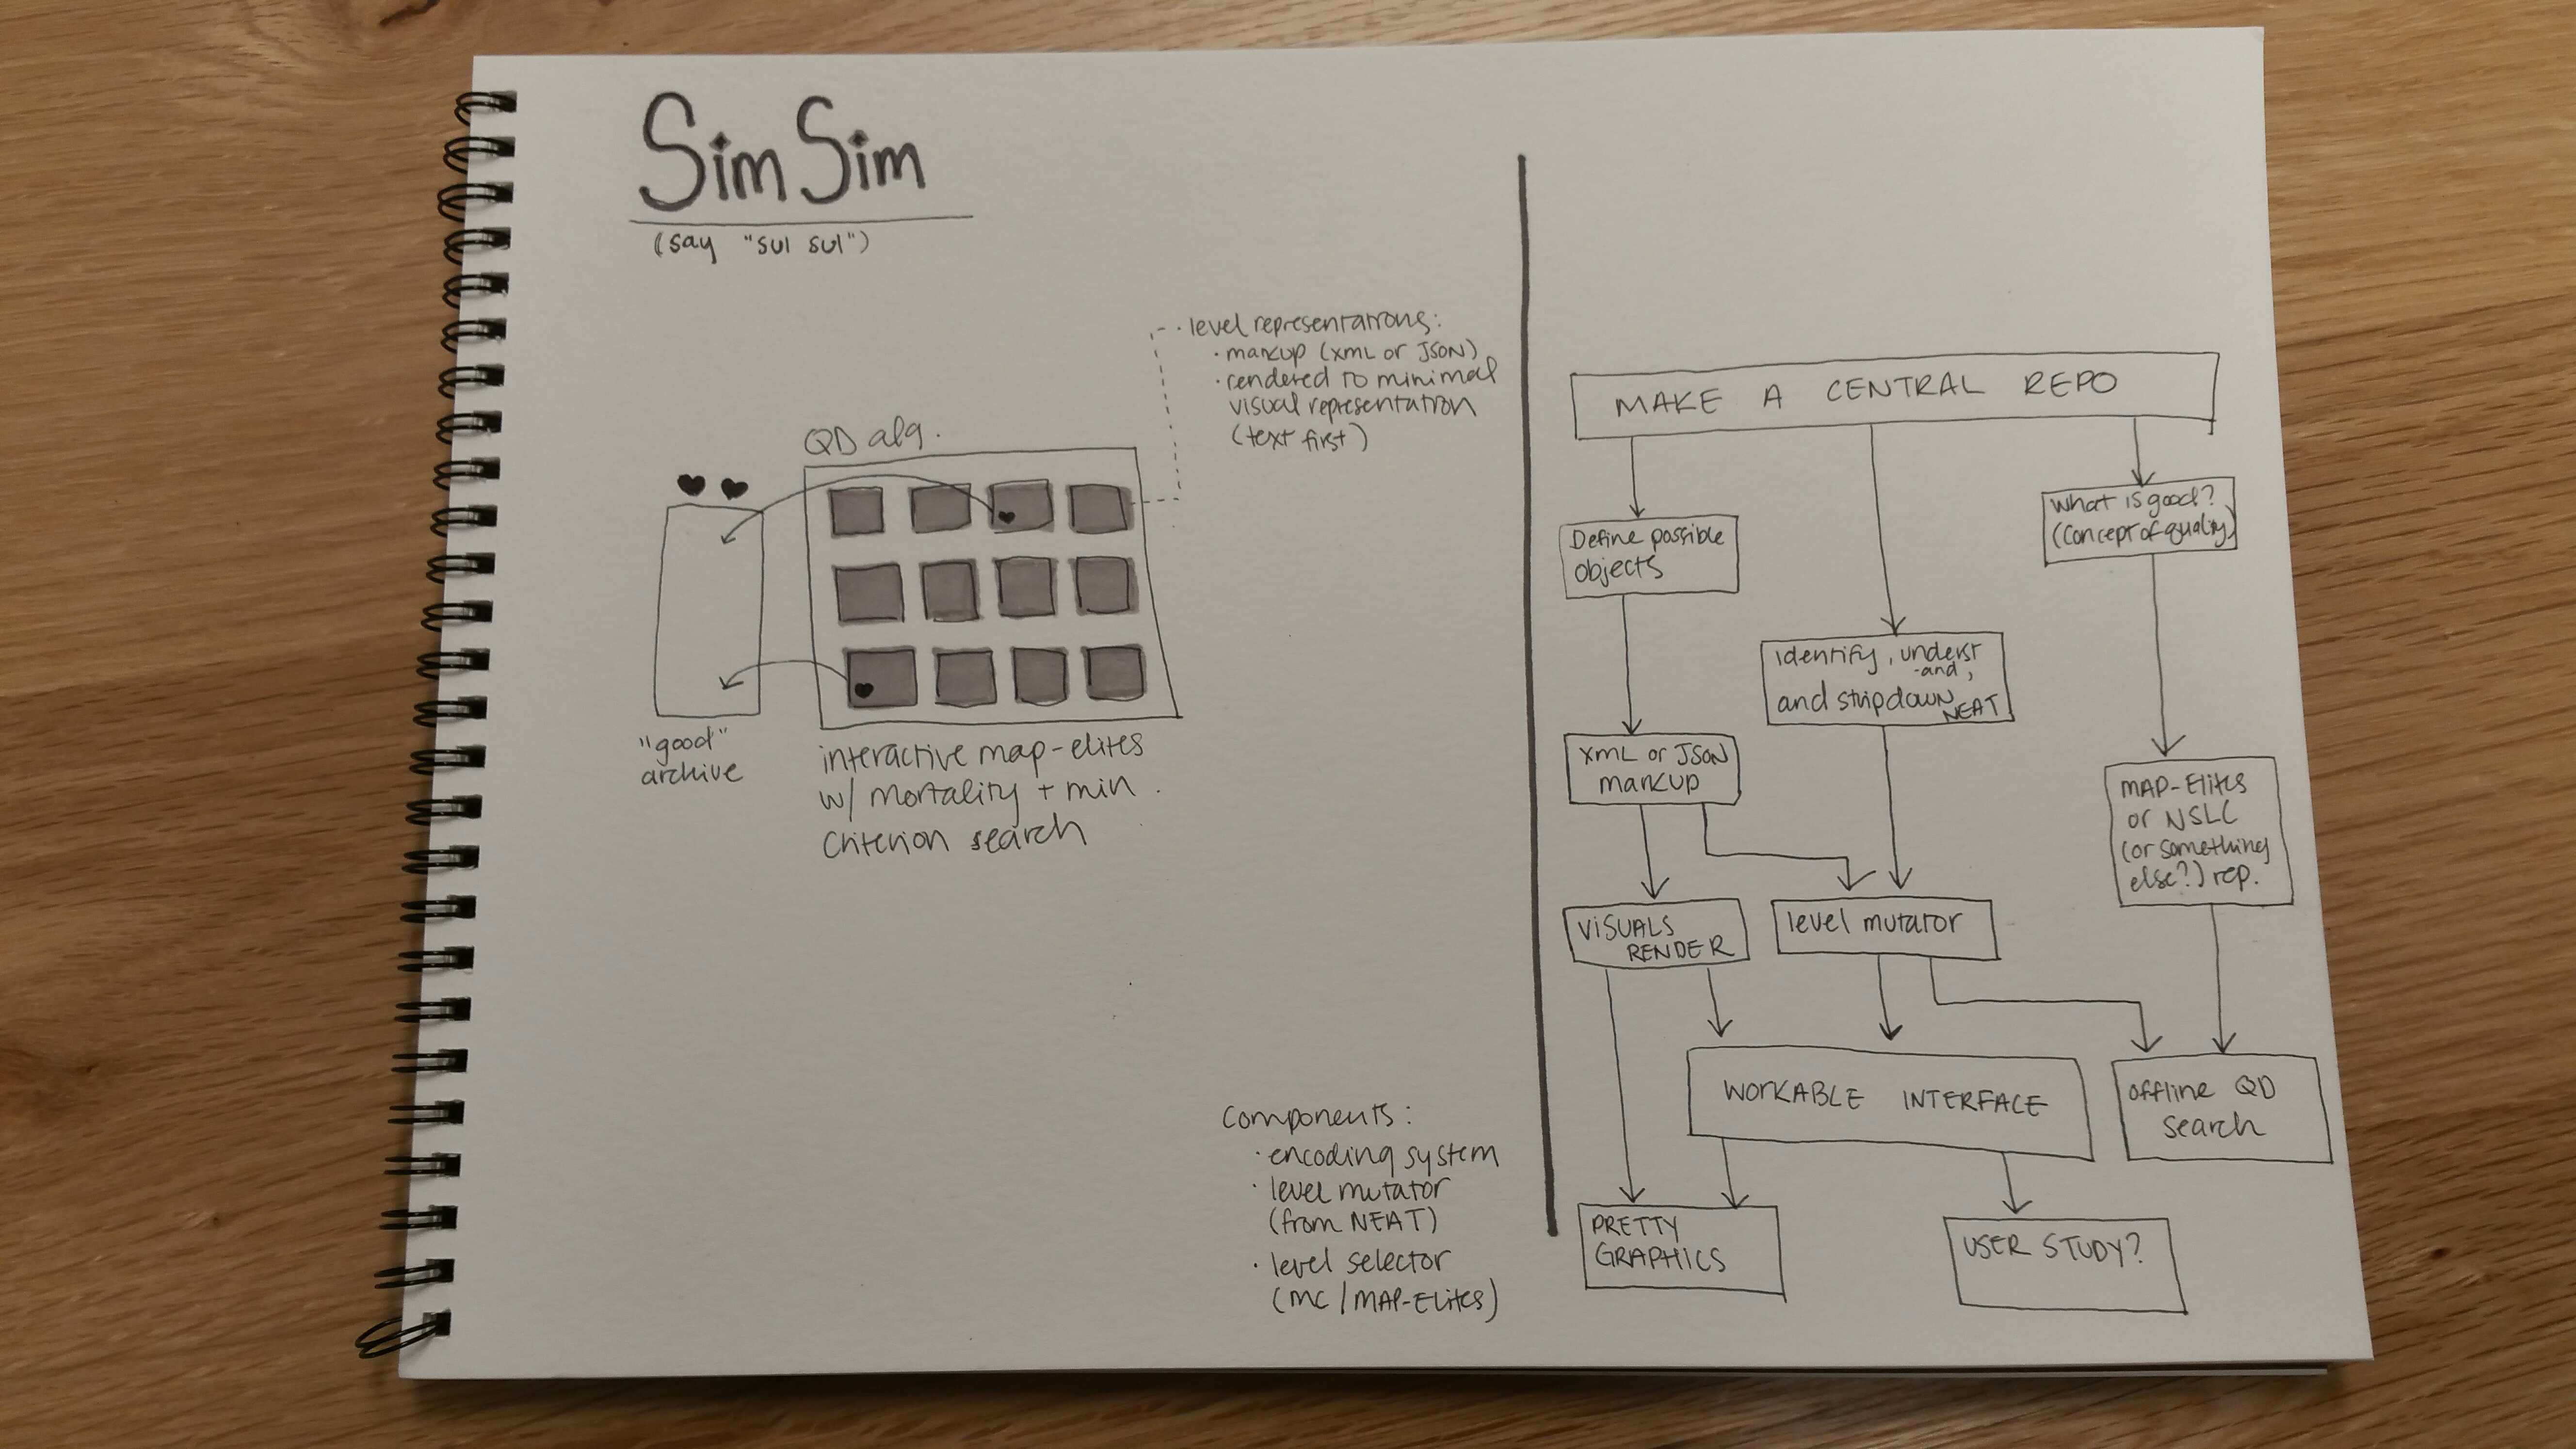 Sim Sim
(say "sul sul")
level representations:
· markup (xmL or JSON)
· rendered to minimal
visual representation
(text first)
QD alg.
"good"
archive
interactive map-elites
w/ mortality + min.
Criterion search
Components:
· encoding system
· level mutator
(from NEAT)
· level selector
(MC / MAP-Elites)
MAKE A CENTRAL REPO
Define possible
objects
What is good?
(Concept of quality)
Identify, underst
-and,
and strip down
NEAT
XmL or JSON
markup
MAP-Elites
or NSLC
(or something
else?) rep.
VISUALS
RENDER
level mutator
WORKABLE INTERFACE
offline QD
search
PRETTY
GRAPHICS
USER STUDY?